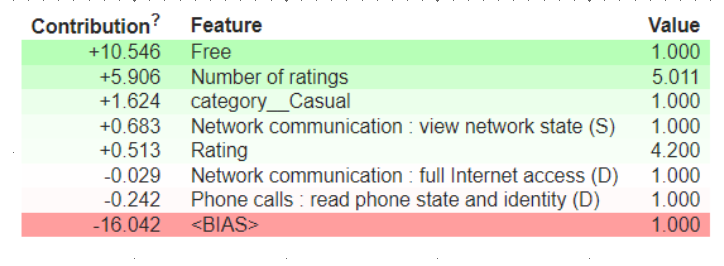 Contribution? Feature Value
+10.546 Free 1.000
+5.906 Number of ratings 5.011
+1.624 category__Casual 1.000
+0.683 Network communication : view network state (S) 1.000
+0.513 Rating 4.200
-0.029 Network communication : full Internet access (D) 1.000
-0.242 Phone calls : read phone state and identity (D) 1.000
-16.042 <BIAS> 1.000